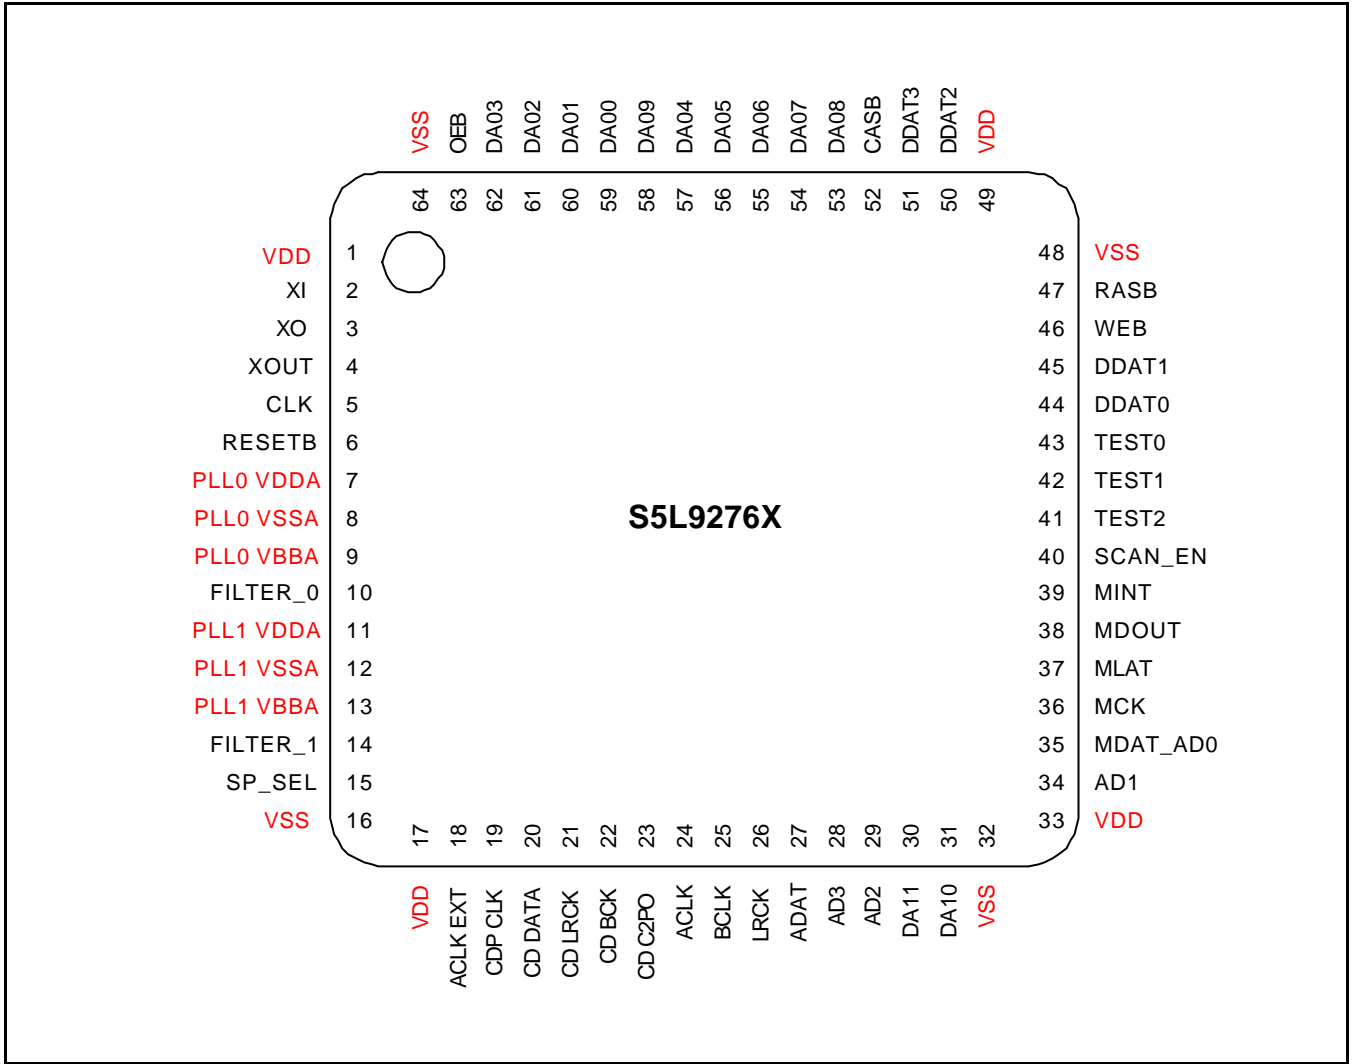 VSS OEB DA03 DA02 DA01 DA00 DA09 DA04 DA05 DA06 DA07 DA08 CASB DDAT3 DDAT2 VDD
64 63 62 61 60 59 58 57 56 55 54 53 52 51 50 49
VDD 1 48 VSS
XI 2 47 RASB
XO 3 46 WEB
XOUT 4 45 DDAT1
CLK 5 44 DDAT0
RESETB 6 43 TEST0
PLL0 VDDA 7 42 TEST1
PLL0 VSSA 8 S5L9276X 41 TEST2
PLL0 VBBA 9 40 SCAN_EN
FILTER_0 10 39 MINT
PLL1 VDDA 11 38 MDOUT
PLL1 VSSA 12 37 MLAT
PLL1 VBBA 13 36 MCK
FILTER_1 14 35 MDAT_AD0
SP_SEL 15 34 AD1
VSS 16 33 VDD
17 18 19 20 21 22 23 24 25 26 27 28 29 30 31 32
VDD ACLK EXT CDP CLK CD DATA CD LRCK CD BCK CD C2PO ACLK BCLK LRCK ADAT AD3 AD2 DA11 DA10 VSS